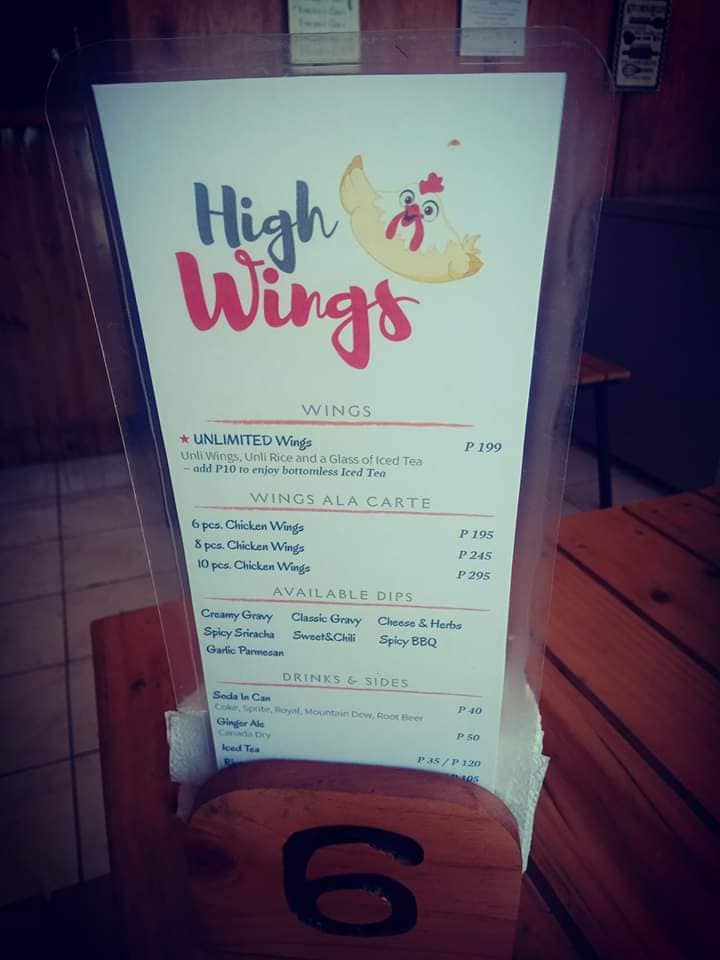 High
Wings
WINGS
★ UNLIMITED Wings P 199
Unli Wings, Unli Rice and a Glass of Iced Tea
– add P10 to enjoy bottomless Iced Tea
WINGS ALA CARTE
6 pcs. Chicken Wings P 195
8 pcs. Chicken Wings P 245
10 pcs. Chicken Wings P 295
AVAILABLE DIPS
Creamy Gravy Classic Gravy Cheese & Herbs
Spicy Sriracha Sweet&Chili Spicy BBQ
Garlic Parmesan
DRINKS & SIDES
Soda In Can P 40
Coke, Sprite, Royal, Mountain Dew, Root Beer
Ginger Ale P 50
Canada Dry
Iced Tea P 35 / P 120
6